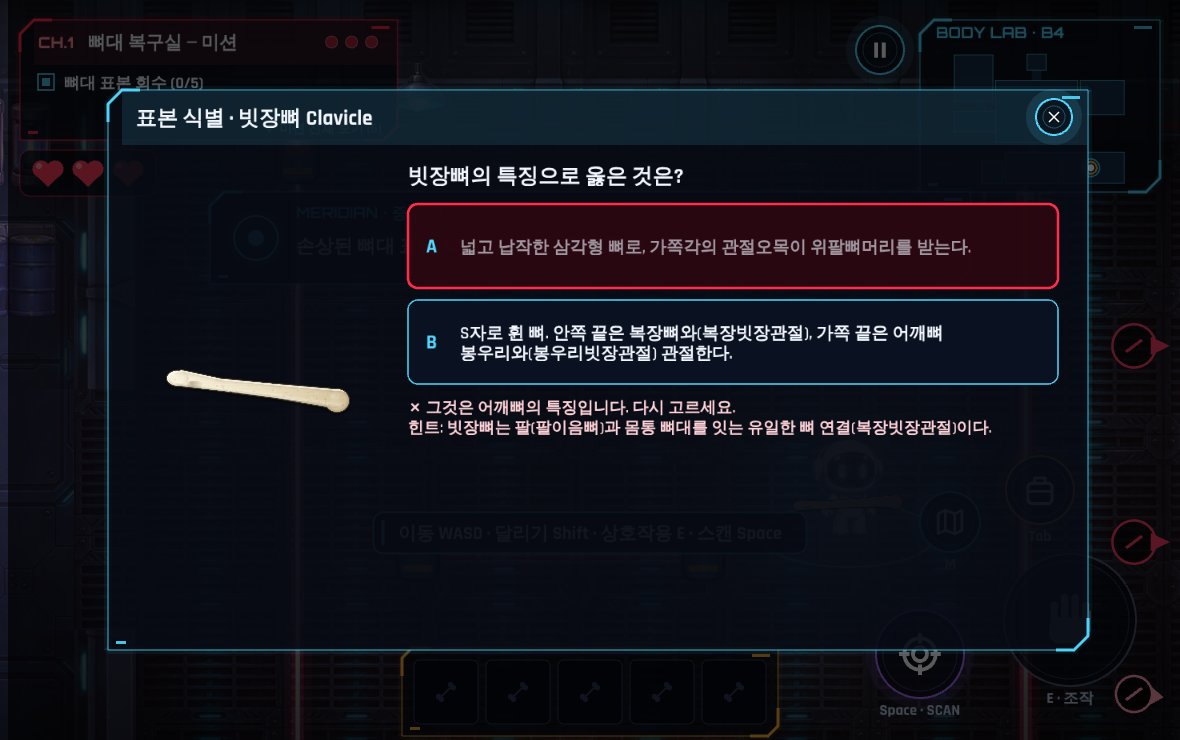 CH.1 뼈대 복구실 – 미션
뼈대 표본 회수 (0/5)
BODY LAB · B4
표본 식별 · 빗장뼈 Clavicle
빗장뼈의 특징으로 옳은 것은?
MERIDIAN ·
손상된 뼈대
A 넓고 납작한 삼각형 뼈로, 가쪽각의 관절오목이 위팔뼈머리를 받는다.
B S자로 휜 뼈. 안쪽 끝은 복장뼈와(복장빗장관절), 가쪽 끝은 어깨뼈
봉우리와(봉우리빗장관절) 관절한다.
× 그것은 어깨뼈의 특징입니다. 다시 고르세요.
힌트: 빗장뼈는 팔(팔이음뼈)과 몸통 뼈대를 잇는 유일한 뼈 연결(복장빗장관절)이다.
이동 WASD · 달리기 Shift · 상호작용 E · 스캔 Space
Tab
M
Space · SCAN
E · 조작